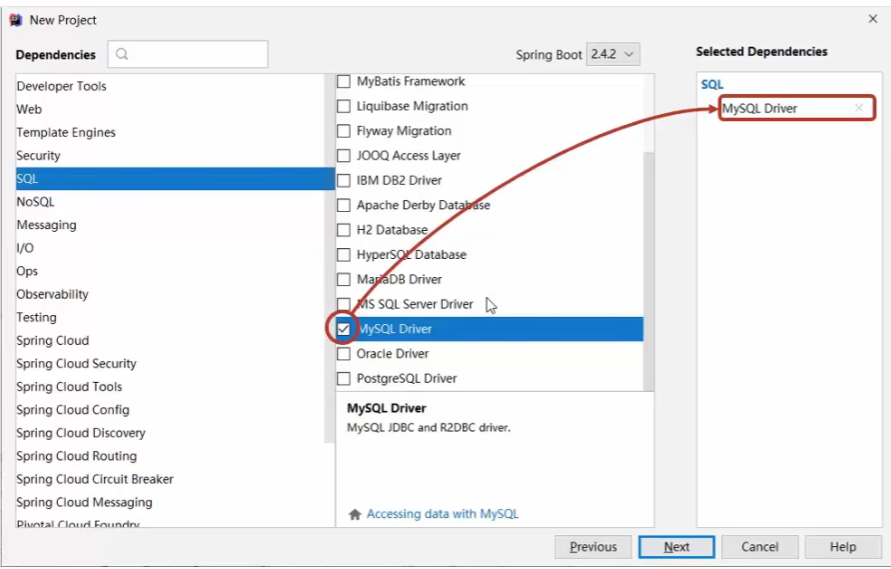 New Project
Dependencies
Spring Boot 2.4.2
Selected Dependencies
Developer Tools
Web
Template Engines
Security
SQL
NoSQL
Messaging
I/O
Ops
Observability
Testing
Spring Cloud
Spring Cloud Security
Spring Cloud Tools
Spring Cloud Config
Spring Cloud Discovery
Spring Cloud Routing
Spring Cloud Circuit Breaker
Spring Cloud Messaging
Pivotal Cloud Foundry
MyBatis Framework
Liquibase Migration
Flyway Migration
JOOQ Access Layer
IBM DB2 Driver
Apache Derby Database
H2 Database
HyperSQL Database
MariaDB Driver
MS SQL Server Driver
MySQL Driver
Oracle Driver
PostgreSQL Driver
MySQL Driver
MySQL JDBC and R2DBC driver.
Accessing data with MySQL
SQL
MySQL Driver
Previous
Next
Cancel
Help